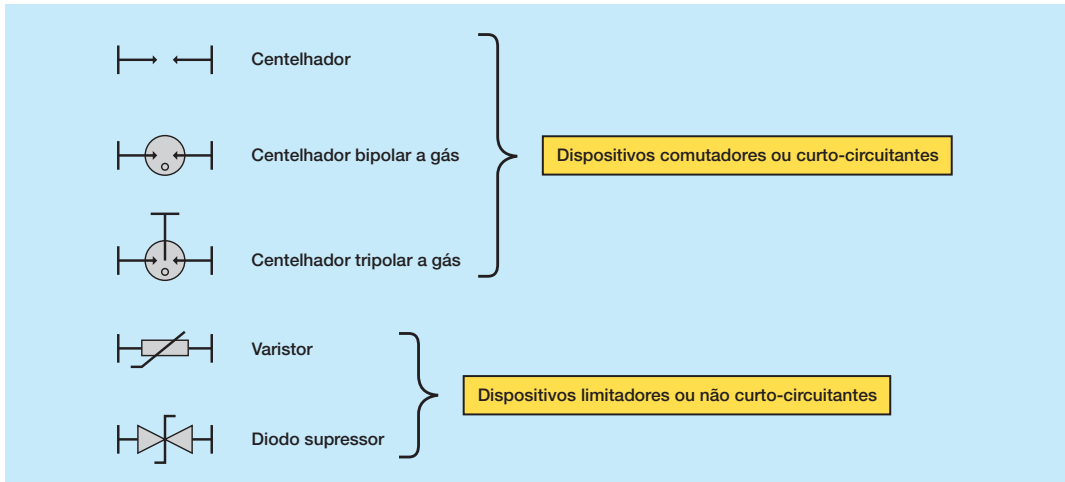 Centelhador
Centelhador bipolar a gás
Dispositivos comutadores ou curto-circuitantes
Centelhador tripolar a gás
Varistor
Dispositivos limitadores ou não curto-circuitantes
Diodo supressor